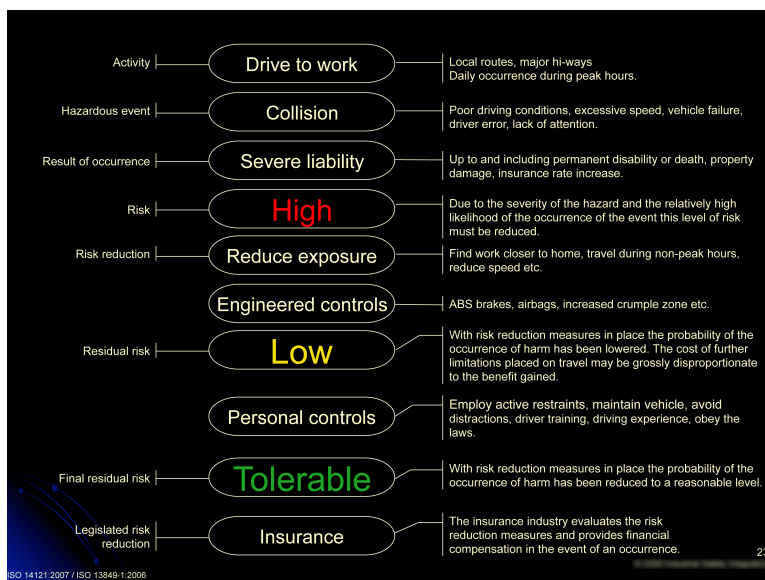 Activity
Drive to work
Local routes, major hi-ways
Daily occurrence during peak hours.
Hazardous event
Collision
Poor driving conditions, excessive speed, vehicle failure,
driver error, lack of attention.
Result of occurrence
Severe liability
Up to and including permanent disability or death, property
damage, insurance rate increase.
Risk
High
Due to the severity of the hazard and the relatively high
likelihood of the occurrence of the event this level of risk
must be reduced.
Risk reduction
Reduce exposure
Find work closer to home, travel during non-peak hours,
reduce speed etc.
Engineered controls
ABS brakes, airbags, increased crumple zone etc.
Residual risk
Low
With risk reduction measures in place the probability of the
occurrence of harm has been lowered. The cost of further
limitations placed on travel may be grossly disproportionate
to the benefit gained.
Personal controls
Employ active restraints, maintain vehicle, avoid
distractions, driver training, driving experience, obey the
laws.
Final residual risk
Tolerable
With risk reduction measures in place the probability of the
occurrence of harm has been reduced to a reasonable level.
Legislated risk
reduction
Insurance
The insurance industry evaluates the risk
reduction measures and provides financial
compensation in the event of an occurrence.
ISO 14121:2007 / ISO 13849-1:2006